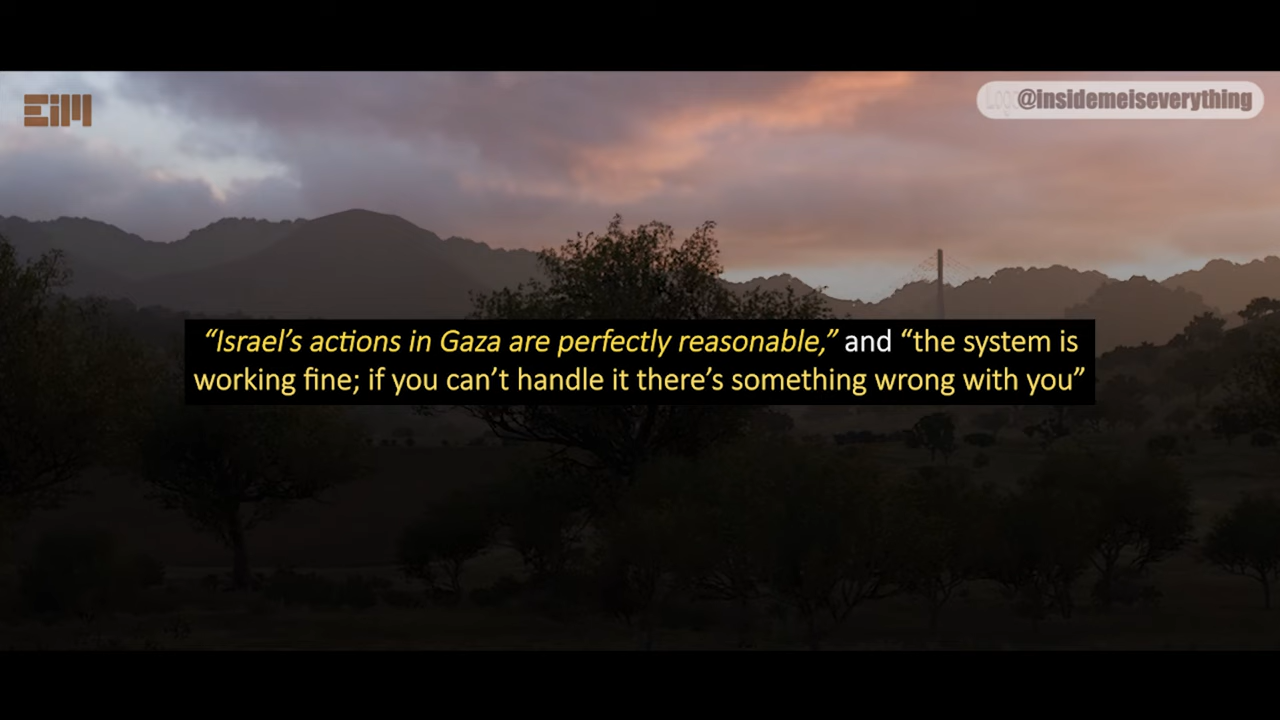 EiM
@insidemeiseverything
“Israel’s actions in Gaza are perfectly reasonable,” and “the system is
working fine; if you can’t handle it there’s something wrong with you”